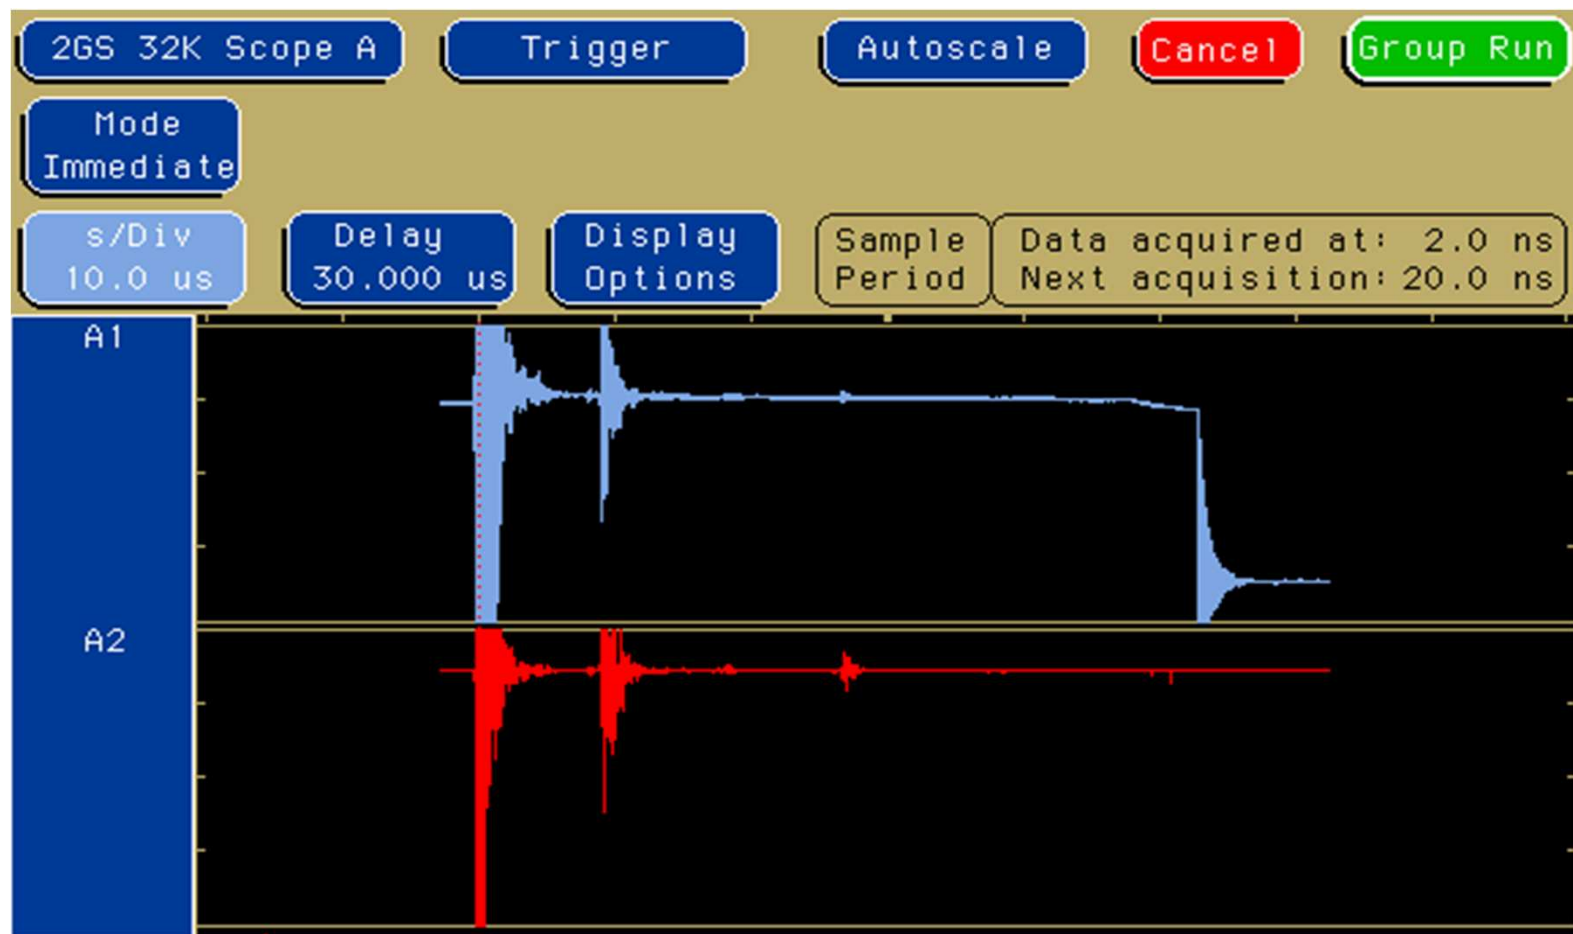 2GS 32K Scope A
Trigger
Autoscale
Cancel
Group Run
Mode
Immediate
s/Div
10.0 us
Delay
30.000 us
Display
Options
Sample
Period
Data acquired at: 2.0 ns
Next acquisition: 20.0 ns
A1
A2